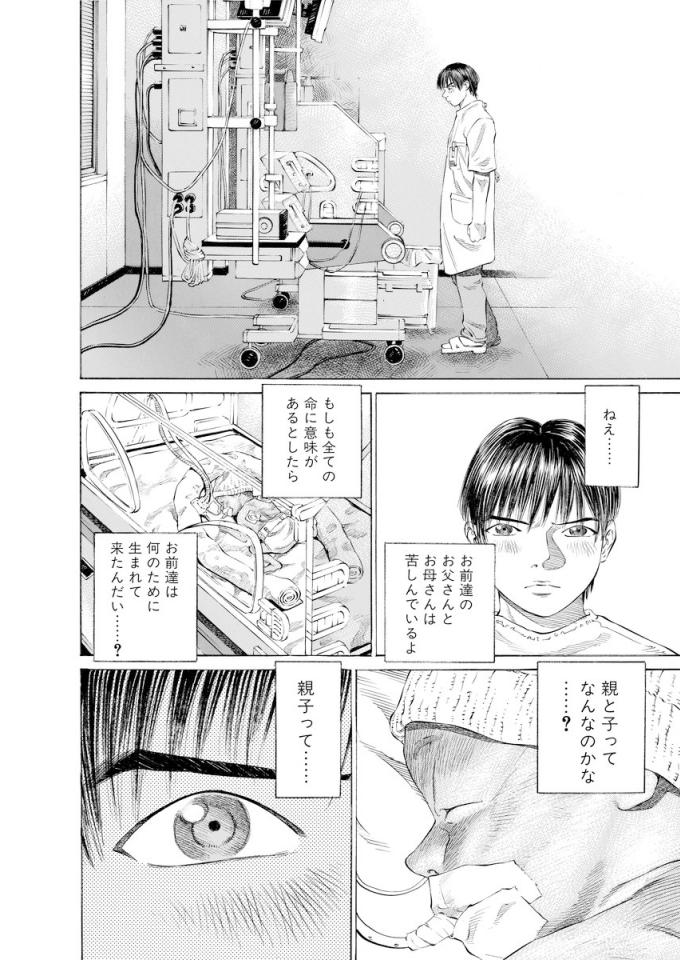 ねえ……
お前達の
お父さんと
お母さんは
苦しんでいるよ
もしも全ての
命に意味が
あるとしたら
お前達は
何のために
生まれて
来たんだい……？
親と子って
なんなのかな
……？
親子って……